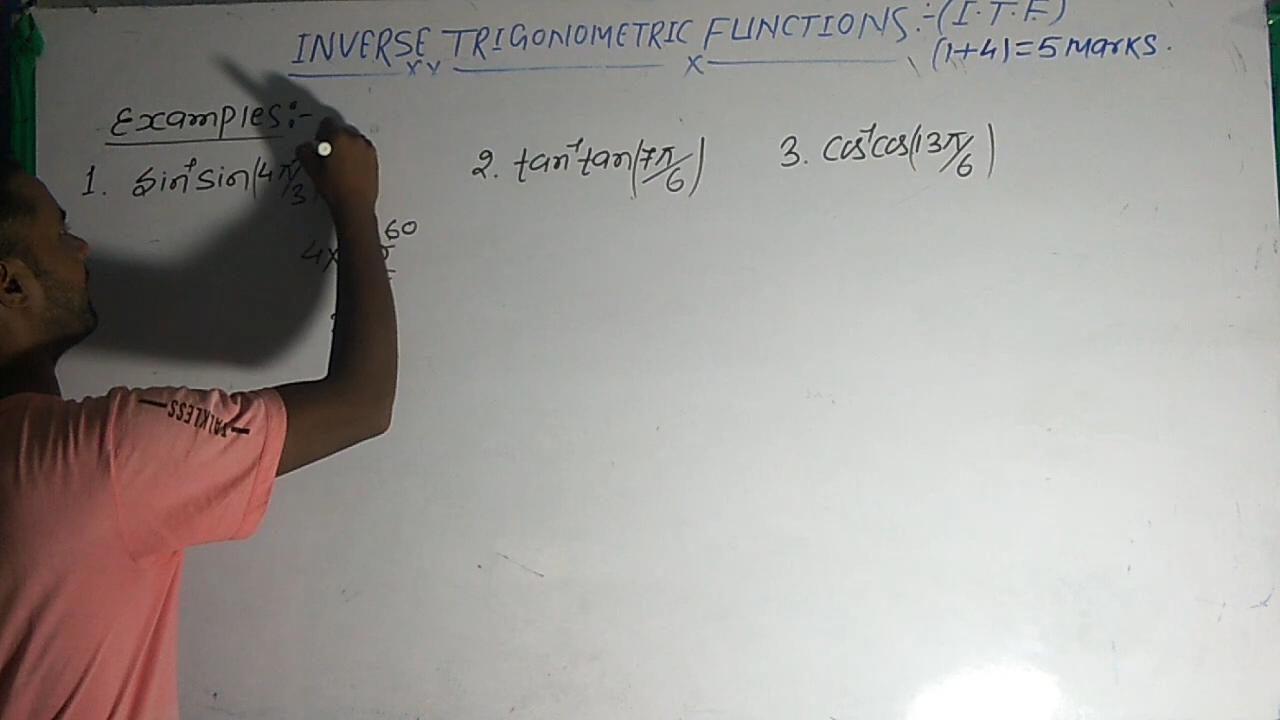 INVERSE TRIGONOMETRIC FUNCTIONS:-(I.T.F.)
(1+4)=5 Marks.
Examples:-
1. sin⁻¹sin(4π/3
2. tan⁻¹tan(7π/6)
3. cos⁻¹cos(13π/6)
60
4×
TALKLESS